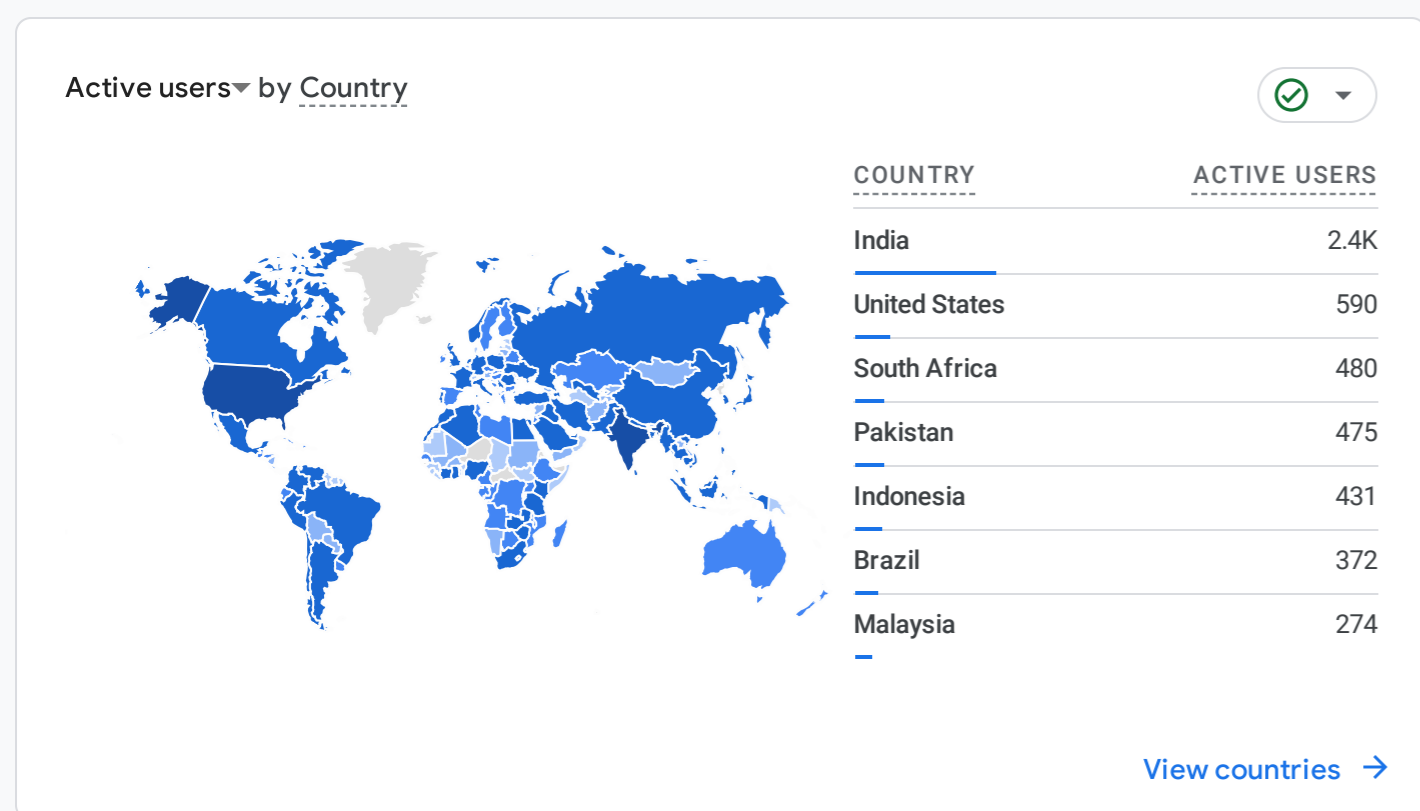 Active users by Country
COUNTRY ACTIVE USERS
India 2.4K
United States 590
South Africa 480
Pakistan 475
Indonesia 431
Brazil 372
Malaysia 274
View countries